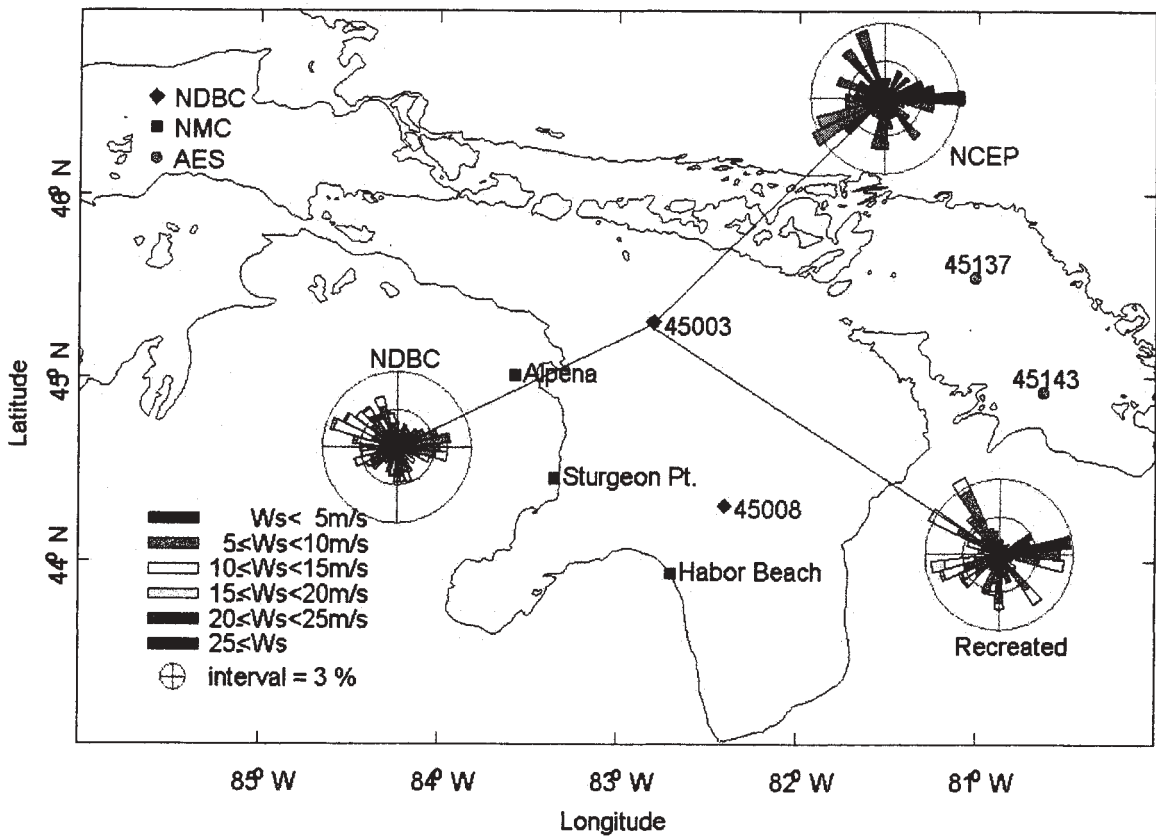 NDBC
NMC
AES
NCEP
45137
45003
45143
NDBC
Alpena
Sturgeon Pt.
45008
Habor Beach
Recreated
Ws< 5m/s
5≤Ws<10m/s
10≤Ws<15m/s
15≤Ws<20m/s
20≤Ws<25m/s
25≤Ws
interval = 3 %
46° N
45° N
44° N
Latitude
85° W
84° W
83° W
82° W
81° W
Longitude